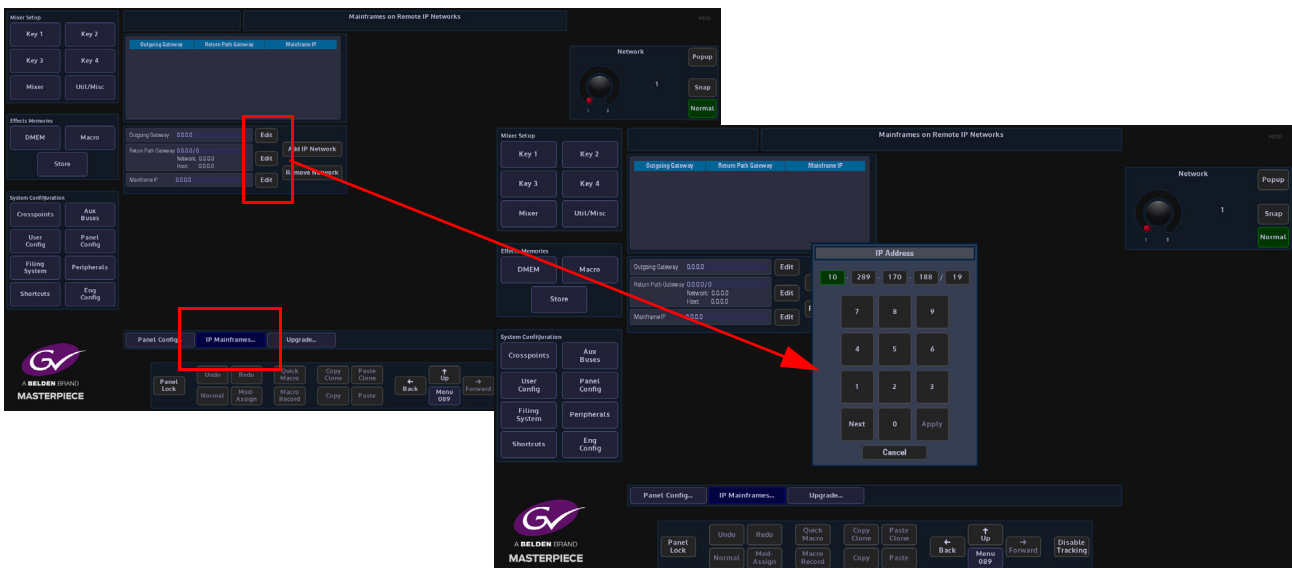 Mixer Setup
Mainframes on Remote IP Networks
HDD
Key 1
Key 2
Key 3
Key 4
Mixer
Util/Misc
Outgoing Gateway
Return Path Gateway
Mainframe IP
Network
1
Popup
Snap
Normal
Effects Memories
DMEM
Macro
Store
Outgoing Gateway 0.0.0.0
Edit
Return Path Gateway 0.0.0.0 / 0
Network: 0.0.0.0
Host: 0.0.0.0
Edit
Mainframe IP 0.0.0.0
Edit
Add IP Network
Remove Network
System Configuration
Crosspoints
Aux
Buses
User
Config
Panel
Config
Filing
System
Peripherals
Shortcuts
Eng
Config
Panel Config...
IP Mainframes...
Upgrade...
GV
A BELDEN BRAND
MASTERPIECE
Panel
Lock
Undo
Redo
Quick
Macro
Copy
Clone
Paste
Clone
Normal
Mod-
Assign
Macro
Record
Copy
Paste
Back
Up
Menu
089
Forward
Mixer Setup
Mainframes on Remote IP Networks
HDD
Key 1
Key 2
Key 3
Key 4
Mixer
Util/Misc
Outgoing Gateway
Return Path Gateway
Mainframe IP
Network
1
Popup
Snap
Normal
Effects Memories
DMEM
Macro
Store
Outgoing Gateway 0.0.0.0
Edit
Return Path Gateway 0.0.0.0 / 0
Network: 0.0.0.0
Host: 0.0.0.0
Edit
Mainframe IP 0.0.0.0
Edit
IP Address
10 . 289 . 170 . 188 / 19
7
8
9
4
5
6
1
2
3
Next
0
Apply
Cancel
System Configuration
Crosspoints
Aux
Buses
User
Config
Panel
Config
Filing
System
Peripherals
Shortcuts
Eng
Config
Panel Config...
IP Mainframes...
Upgrade...
GV
A BELDEN BRAND
MASTERPIECE
Panel
Lock
Undo
Redo
Quick
Macro
Copy
Clone
Paste
Clone
Normal
Mod-
Assign
Macro
Record
Copy
Paste
Back
Up
Menu
089
Forward
Disable
Tracking